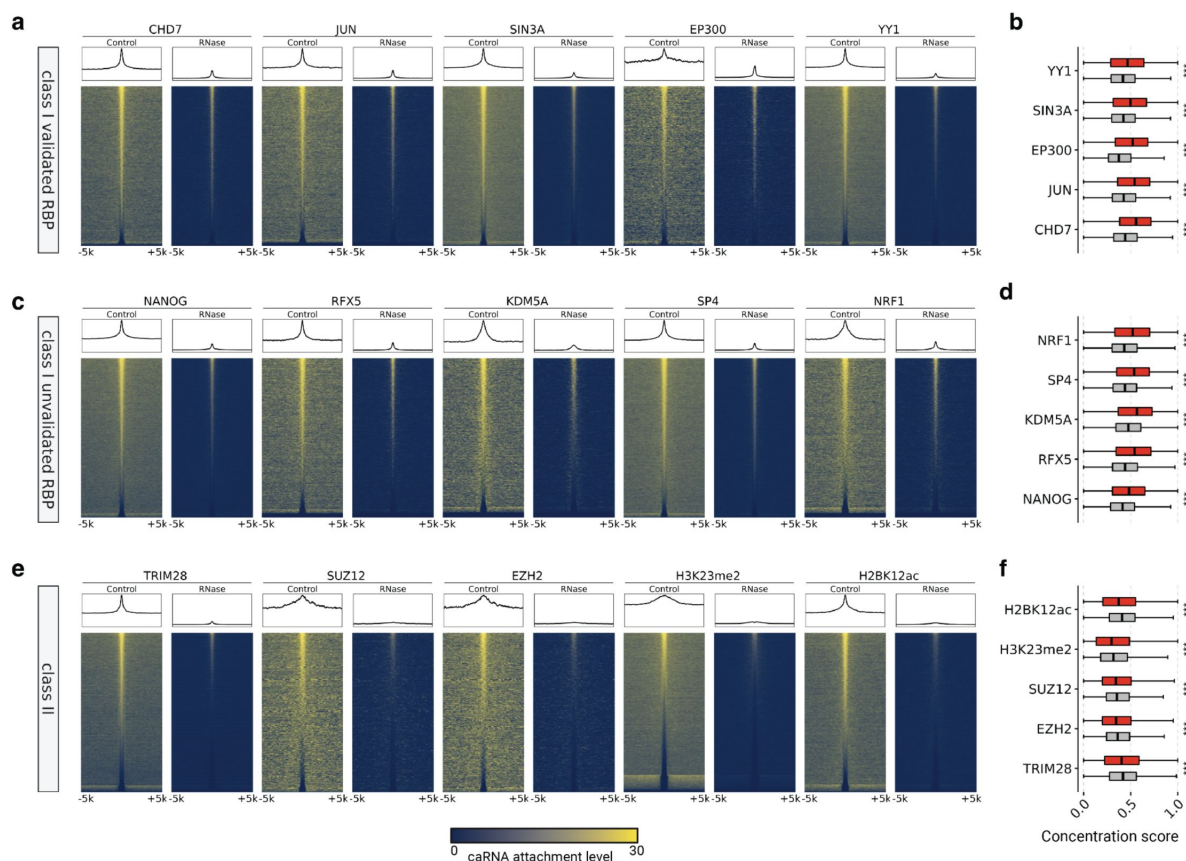 a
CHD7 JUN SIN3A EP300 YY1
Control RNase Control RNase Control RNase Control RNase Control RNase
class I validated RBP
-5k +5k -5k +5k -5k +5k -5k +5k -5k +5k -5k +5k -5k +5k -5k +5k -5k +5k -5k +5k
b
YY1 ***
SIN3A ***
EP300 ***
JUN ***
CHD7 ***
c
NANOG RFX5 KDM5A SP4 NRF1
Control RNase Control RNase Control RNase Control RNase Control RNase
class I unvalidated RBP
-5k +5k -5k +5k -5k +5k -5k +5k -5k +5k -5k +5k -5k +5k -5k +5k -5k +5k -5k +5k
d
NRF1 ***
SP4 ***
KDM5A ***
RFX5 ***
NANOG ***
e
TRIM28 SUZ12 EZH2 H3K23me2 H2BK12ac
Control RNase Control RNase Control RNase Control RNase Control RNase
class II
-5k +5k -5k +5k -5k +5k -5k +5k -5k +5k -5k +5k -5k +5k -5k +5k -5k +5k -5k +5k
0 30
caRNA attachment level
f
H2BK12ac ***
H3K23me2 ***
SUZ12 ***
EZH2 ***
TRIM28 ***
0.0 0.5 1.0
Concentration score